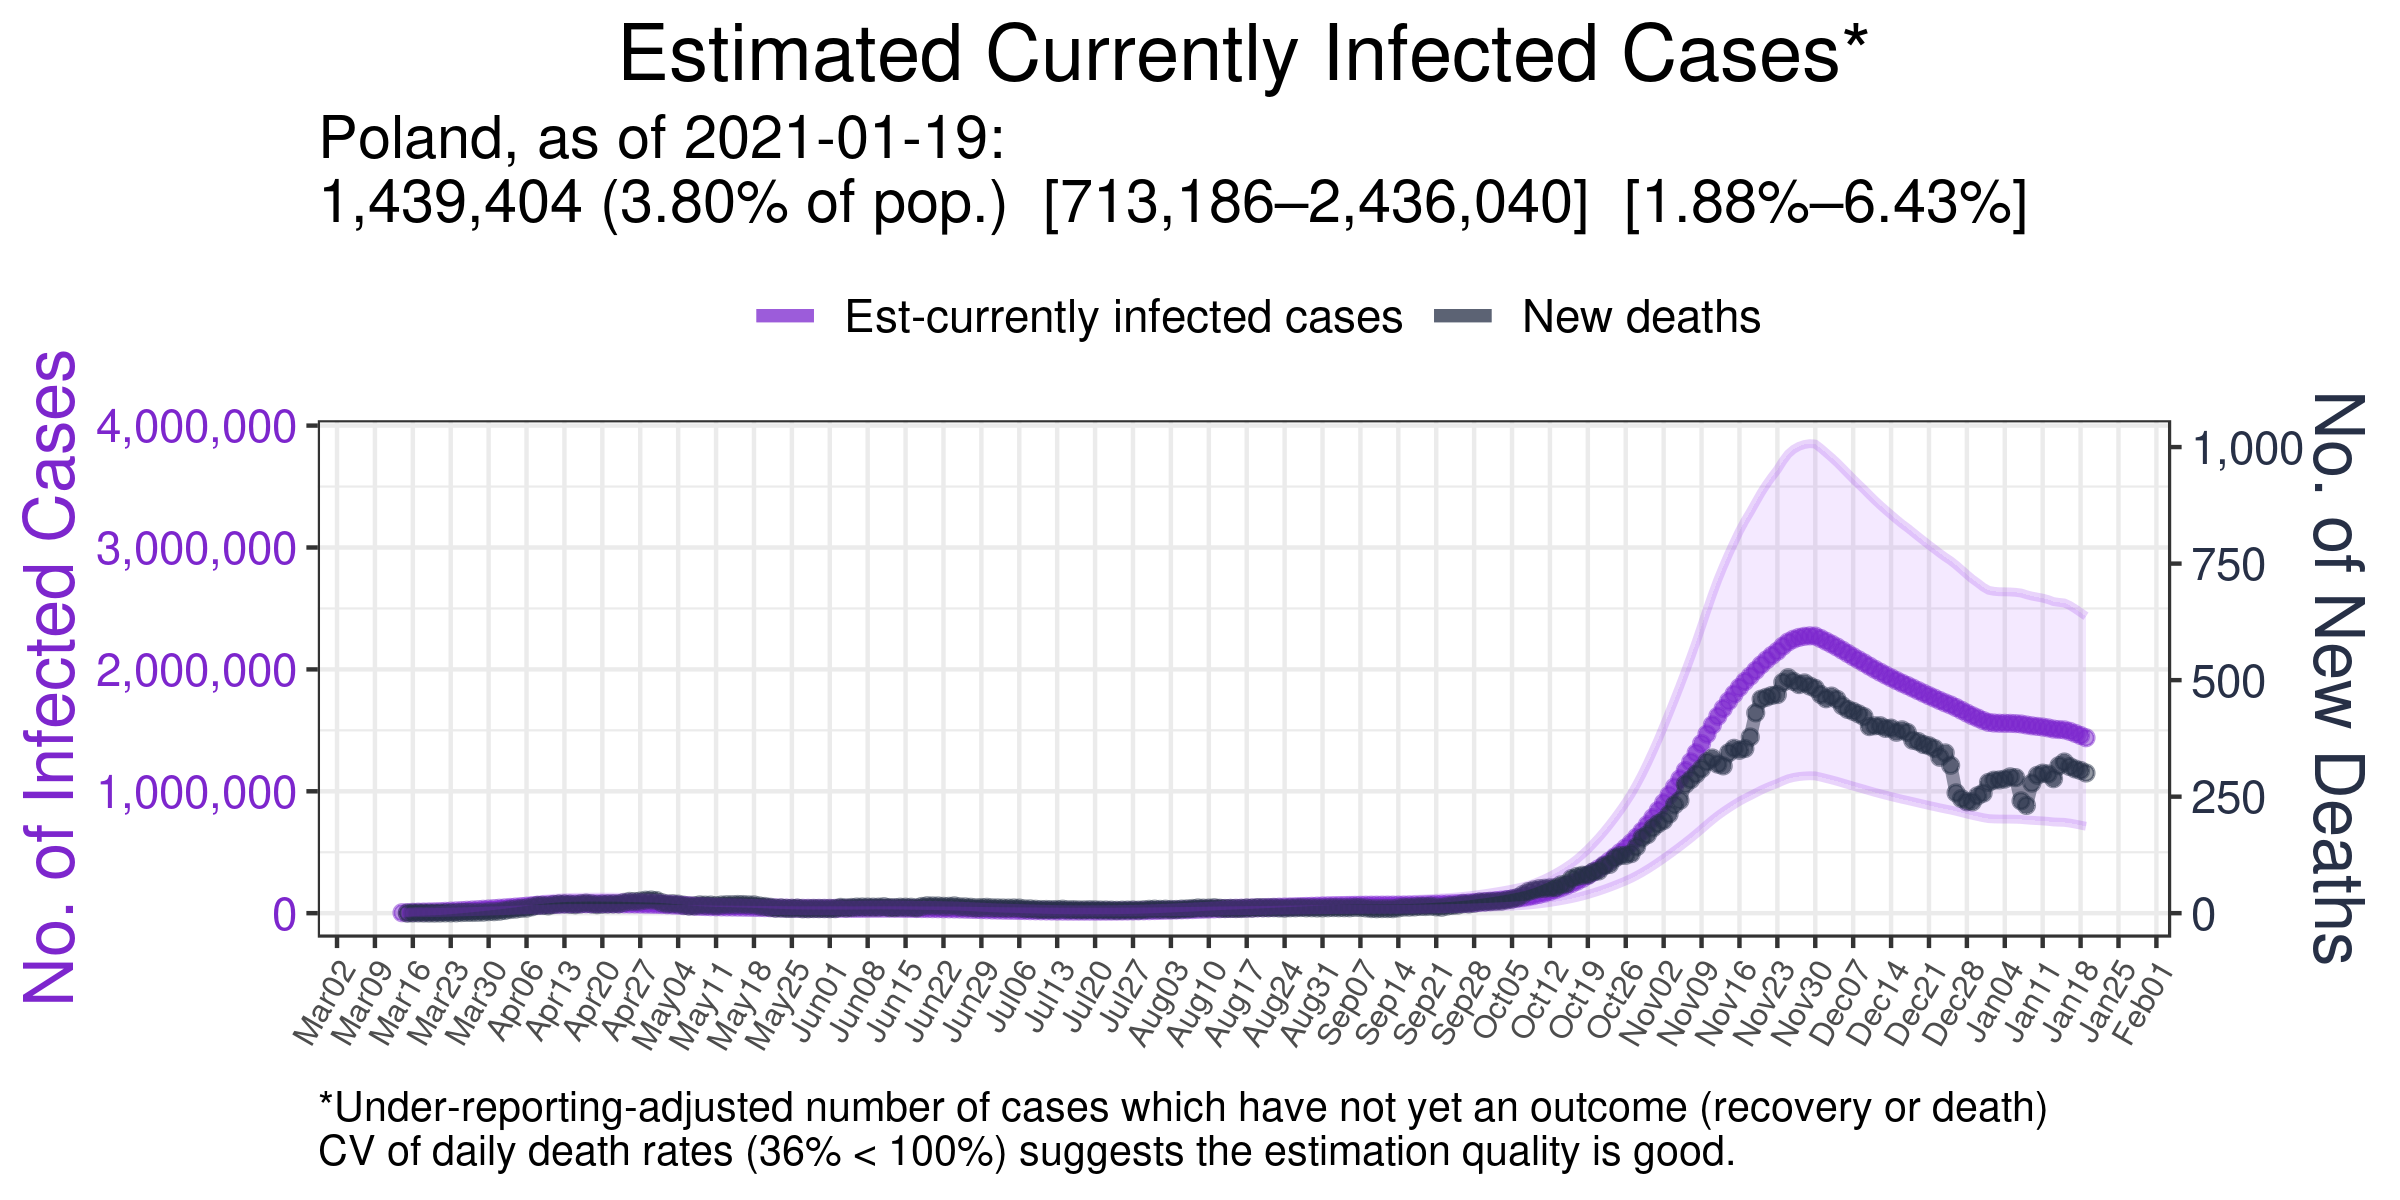 Estimated Currently Infected Cases*
Poland, as of 2021-01-19:
1,439,404 (3.80% of pop.) [713,186–2,436,040] [1.88%–6.43%]
Est-currently infected cases New deaths
No. of Infected Cases
4,000,000
3,000,000
2,000,000
1,000,000
0
1,000
750
500
250
0
No. of New Deaths
Mar02 Mar09 Mar16 Mar23 Mar30 Apr06 Apr13 Apr20 Apr27 May04 May11 May18 May25 Jun01 Jun08 Jun15 Jun22 Jun29 Jul06 Jul13 Jul20 Jul27 Aug03 Aug10 Aug17 Aug24 Aug31 Sep07 Sep14 Sep21 Sep28 Oct05 Oct12 Oct19 Oct26 Nov02 Nov09 Nov16 Nov23 Nov30 Dec07 Dec14 Dec21 Dec28 Jan04 Jan11 Jan18 Jan25 Feb01
*Under-reporting-adjusted number of cases which have not yet an outcome (recovery or death)
CV of daily death rates (36% < 100%) suggests the estimation quality is good.